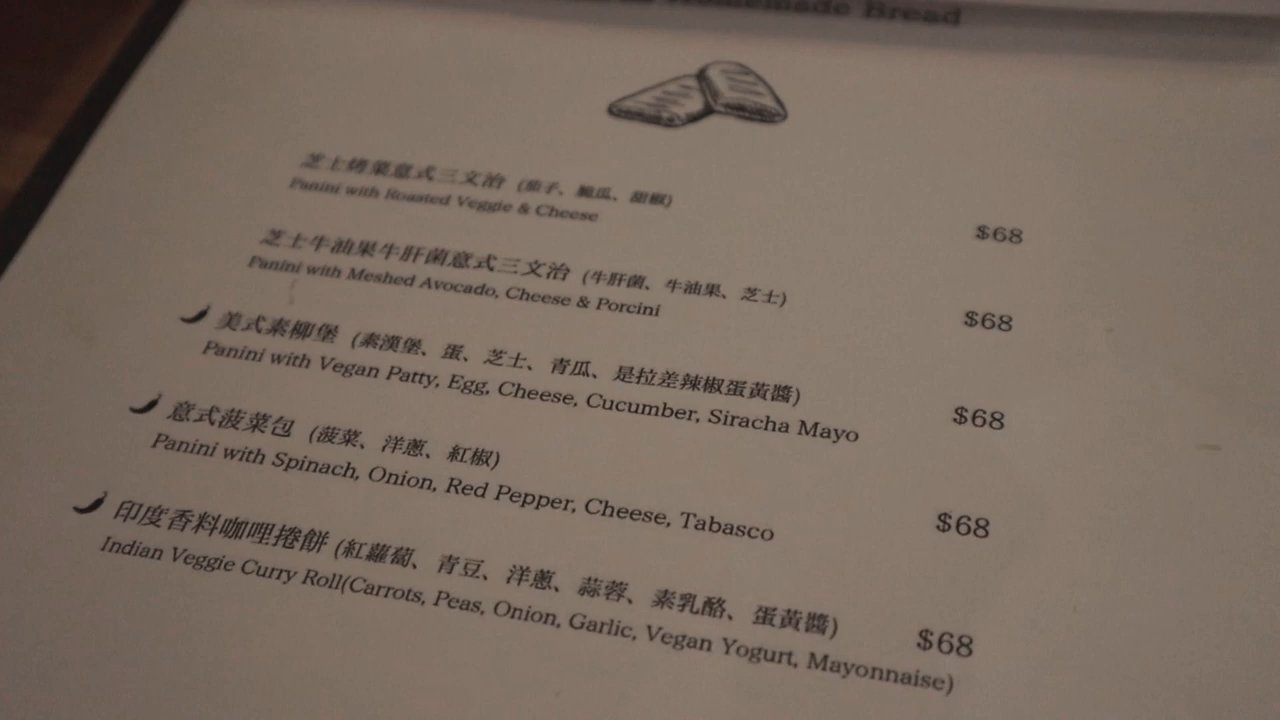 Homemade Bread
芝士烤菜意式三文治 (茄子、脆瓜、甜椒)
Panini with Roasted Veggie & Cheese
$68
芝士牛油果牛肝菌意式三文治 (牛肝菌、牛油果、芝士)
Panini with Meshed Avocado, Cheese & Porcini
$68
美式素柳堡 (素漢堡、蛋、芝士、青瓜、是拉差辣椒蛋黃醬)
Panini with Vegan Patty, Egg, Cheese, Cucumber, Siracha Mayo
$68
意式菠菜包 (菠菜、洋蔥、紅椒)
Panini with Spinach, Onion, Red Pepper, Cheese, Tabasco
$68
印度香料咖哩捲餅 (紅蘿蔔、青豆、洋蔥、蒜蓉、素乳酪、蛋黃醬)
Indian Veggie Curry Roll(Carrots, Peas, Onion, Garlic, Vegan Yogurt, Mayonnaise)
$68